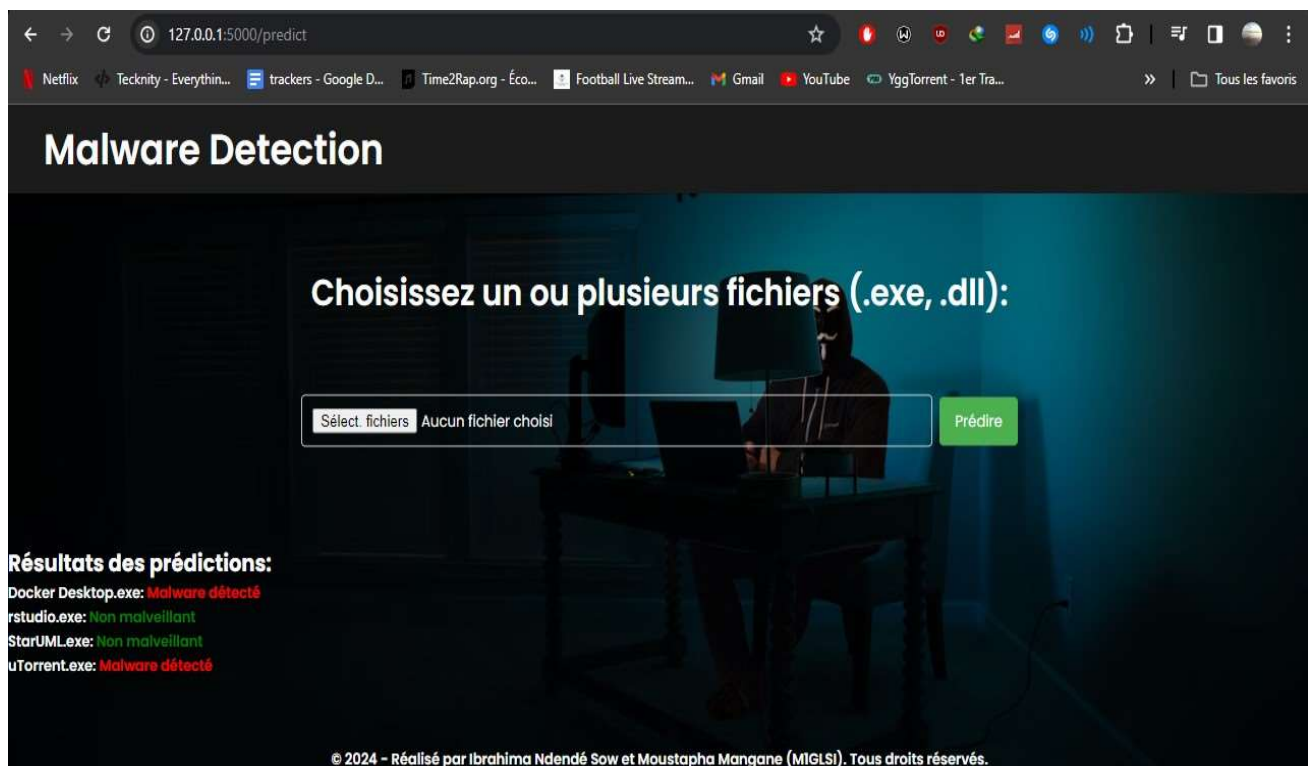 127.0.0.1:5000/predict
Netflix
Tecknity - Everythin...
trackers - Google D...
Time2Rap.org - Éco...
Football Live Stream...
Gmail
YouTube
YggTorrent - 1er Tra...
»
Tous les favoris
Malware Detection
Choisissez un ou plusieurs fichiers (.exe, .dll):
Sélect. fichiers Aucun fichier choisi
Prédire
Résultats des prédictions:
Docker Desktop.exe: Malware détecté
rstudio.exe: Non malveillant
StarUML.exe: Non malveillant
uTorrent.exe: Malware détecté
© 2024 - Réalisé par Ibrahima Ndendé Sow et Moustapha Mangane (M1GLSI). Tous droits réservés.